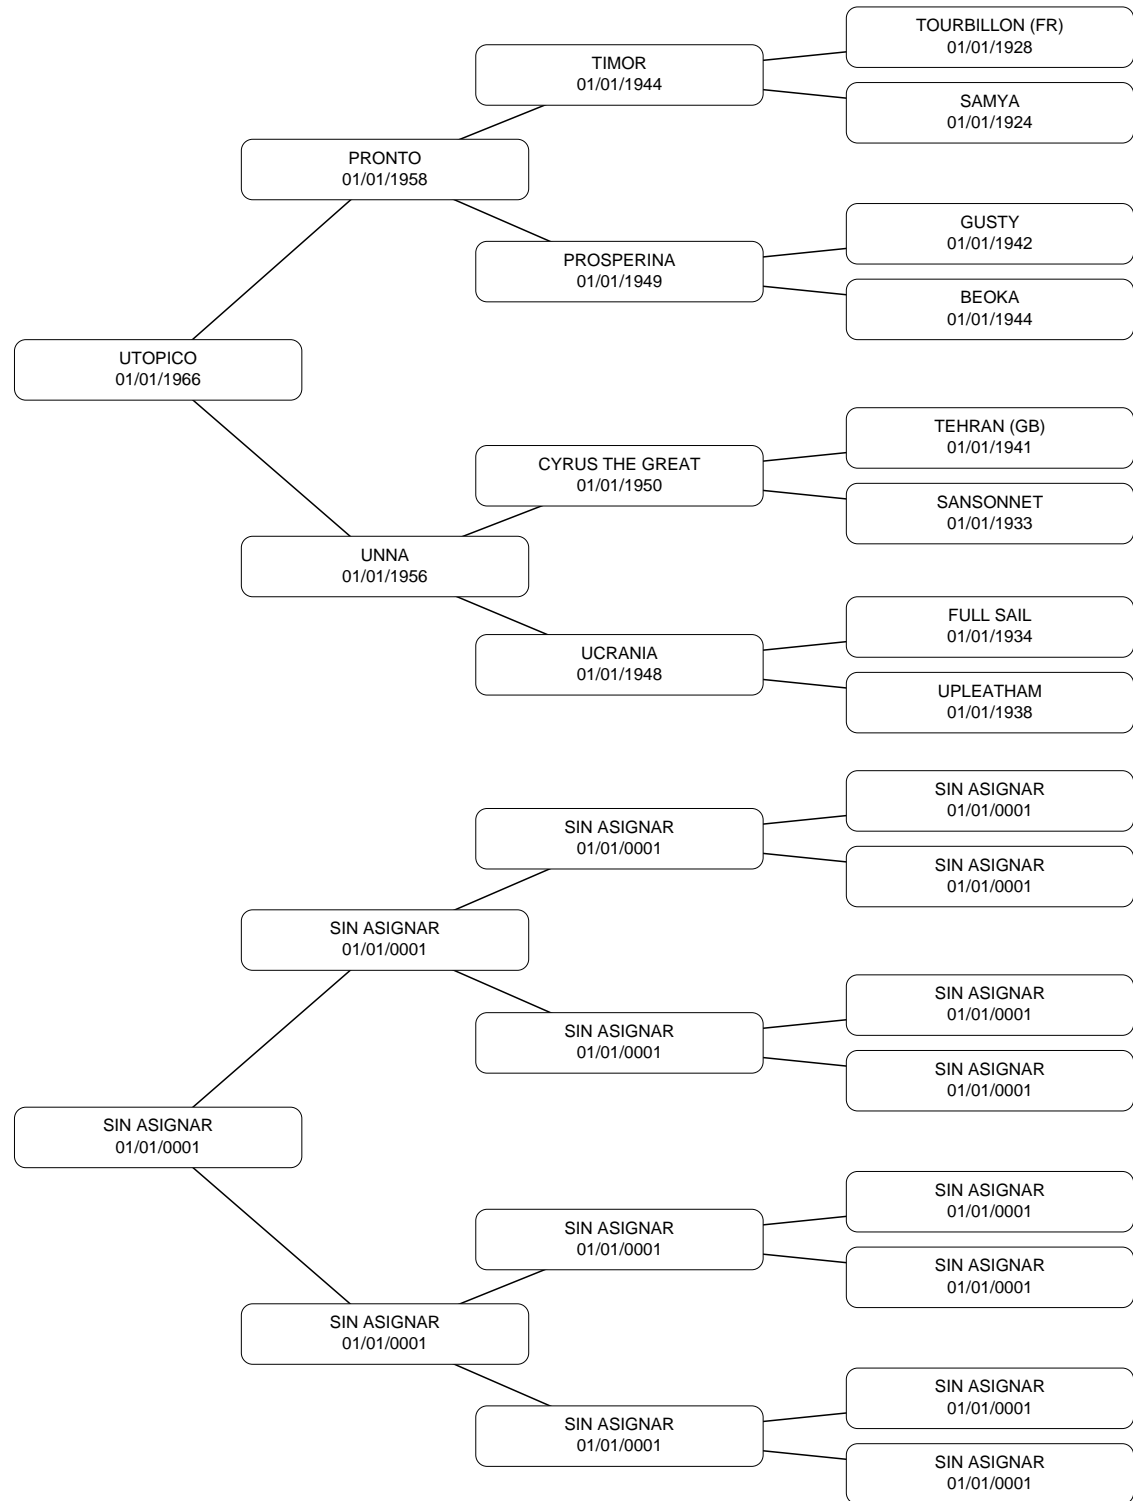 TOURBILLON (FR)
01/01/1928
TIMOR
01/01/1944
SAMYA
01/01/1924
PRONTO
01/01/1958
GUSTY
01/01/1942
PROSPERINA
01/01/1949
BEOKA
01/01/1944
UTOPICO
01/01/1966
TEHRAN (GB)
01/01/1941
CYRUS THE GREAT
01/01/1950
SANSONNET
01/01/1933
UNNA
01/01/1956
FULL SAIL
01/01/1934
UCRANIA
01/01/1948
UPLEATHAM
01/01/1938
SIN ASIGNAR
01/01/0001
SIN ASIGNAR
01/01/0001
SIN ASIGNAR
01/01/0001
SIN ASIGNAR
01/01/0001
SIN ASIGNAR
01/01/0001
SIN ASIGNAR
01/01/0001
SIN ASIGNAR
01/01/0001
SIN ASIGNAR
01/01/0001
SIN ASIGNAR
01/01/0001
SIN ASIGNAR
01/01/0001
SIN ASIGNAR
01/01/0001
SIN ASIGNAR
01/01/0001
SIN ASIGNAR
01/01/0001
SIN ASIGNAR
01/01/0001
SIN ASIGNAR
01/01/0001